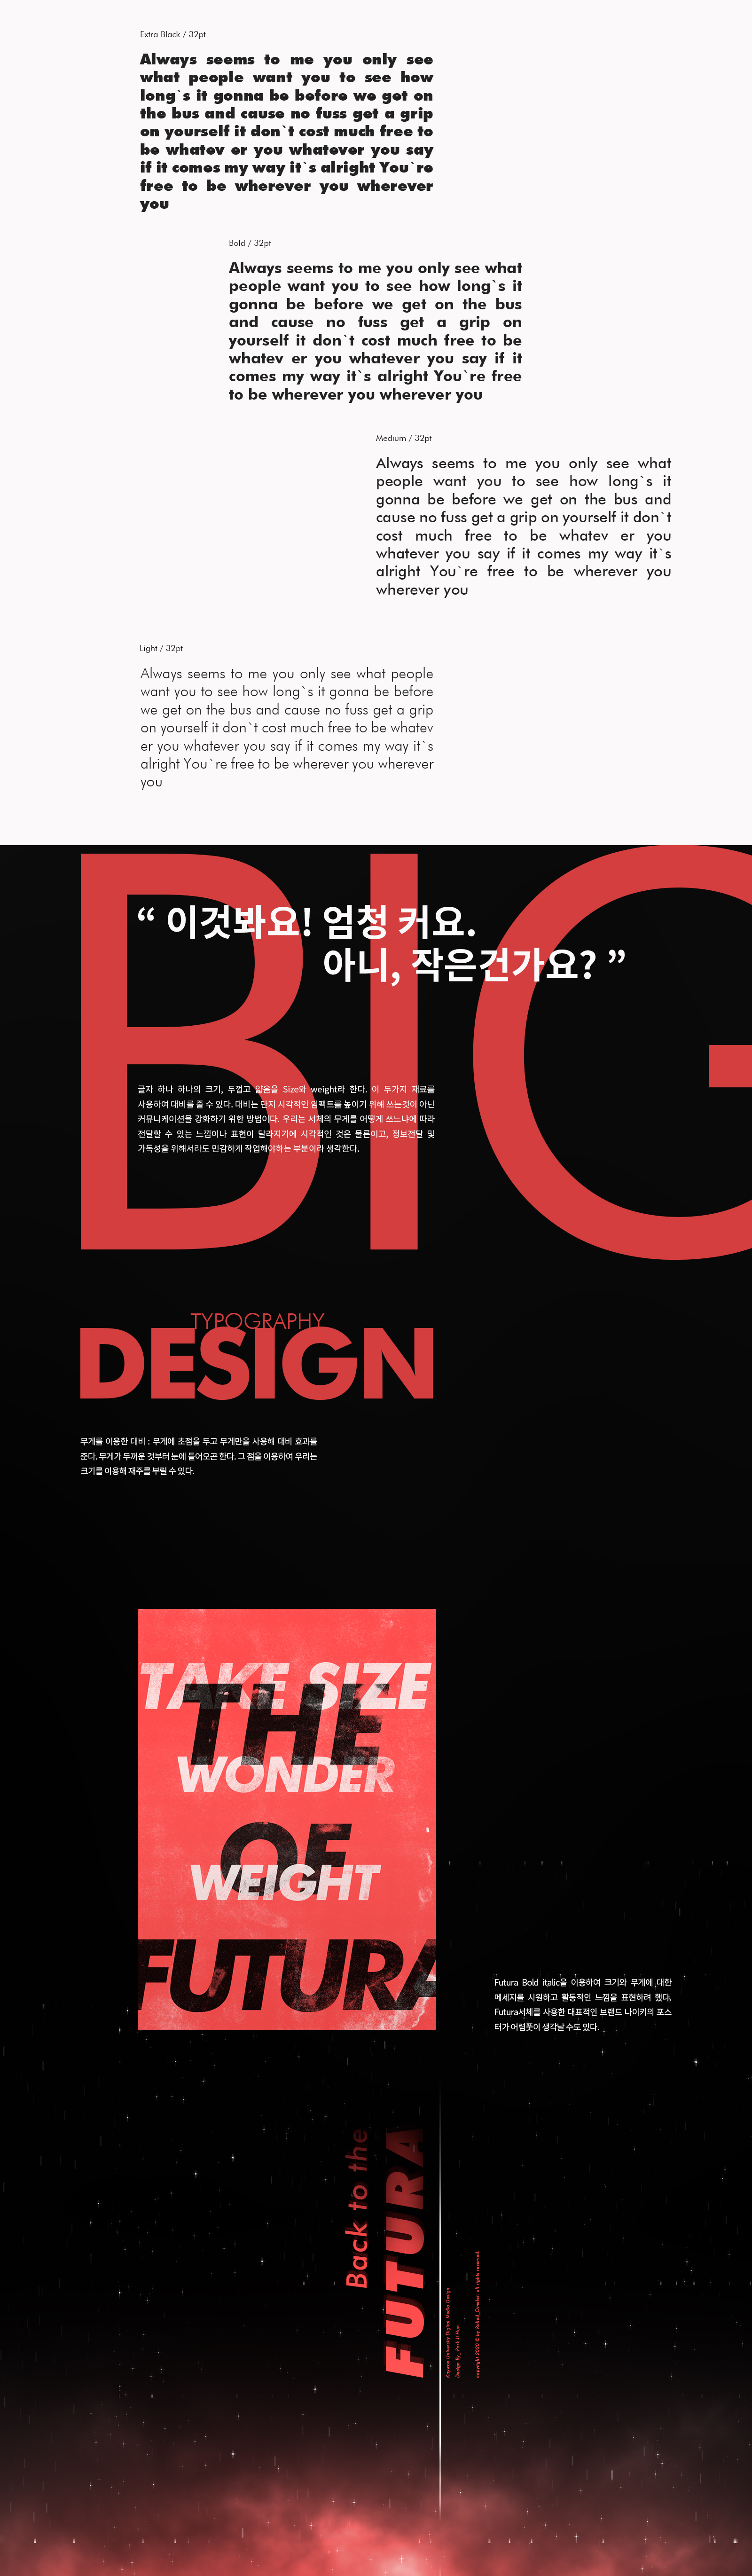 Extra Black / 32pt
Always seems to me you only see
what people want you to see how
long`s it gonna be before we get on
the bus and cause no fuss get a grip
on yourself it don`t cost much free to
be whatev er you whatever you say
if it comes my way it`s alright You`re
free to be wherever you wherever
you
Bold / 32pt
Always seems to me you only see what
people want you to see how long`s it
gonna be before we get on the bus
and cause no fuss get a grip on
yourself it don`t cost much free to be
whatev er you whatever you say if it
comes my way it`s alright You`re free
to be wherever you wherever you
Medium / 32pt
Always seems to me you only see what
people want you to see how long`s it
gonna be before we get on the bus and
cause no fuss get a grip on yourself it don`t
cost much free to be whatev er you
whatever you say if it comes my way it`s
alright You`re free to be wherever you
wherever you
Light / 32pt
Always seems to me you only see what people
want you to see how long`s it gonna be before
we get on the bus and cause no fuss get a grip
on yourself it don`t cost much free to be whatev
er you whatever you say if it comes my way it`s
alright You`re free to be wherever you wherever
you
BIG
“ 이것봐요! 엄청 커요.
아니, 작은건가요? ”
글자 하나 하나의 크기, 두껍고 얇음을 Size와 weight라 한다. 이 두가지 재료를
사용하여 대비를 줄 수 있다. 대비는 단지 시각적인 임팩트를 높이기 위해 쓰는것이 아닌
커뮤니케이션을 강화하기 위한 방법이다. 우리는 서체의 무게를 어떻게 쓰느냐에 따라
전달할 수 있는 느낌이나 표현이 달라지기에 시각적인 것은 물론이고, 정보전달 및
가독성을 위해서라도 민감하게 작업해야하는 부분이라 생각한다.
TYPOGRAPHY
DESIGN
무게를 이용한 대비 : 무게에 초점을 두고 무게만을 사용해 대비 효과를
준다. 무게가 두꺼운 것부터 눈에 들어오곤 한다. 그 점을 이용하여 우리는
크기를 이용해 재주를 부릴 수 있다.
TAKE SIZE
THE
WONDER
OF
WEIGHT
FUTURA
Futura Bold italic을 이용하여 크기와 무게에 대한
메세지를 시원하고 활동적인 느낌을 표현하려 했다.
Futura서체를 사용한 대표적인 브랜드 나이키의 포스
터가 어렴풋이 생각날 수도 있다.
Back to the
FUTURA
Kaywon University Digital Media Design
Design By_ Park Ji Hun
copyright 2020 © by
all rights reserved